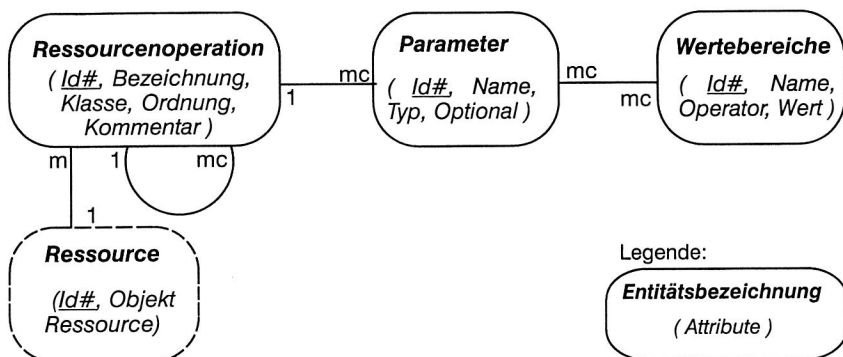 Ressourcenoperation
( Id#, Bezeichnung,
Klasse, Ordnung,
Kommentar )
1
mc
Parameter
( Id#, Name,
Typ, Optional )
mc
mc
Wertebereiche
( Id#, Name,
Operator, Wert )
m
1
mc
1
Ressource
(Id#, Objekt
Ressource)
Legende:
Entitätsbezeichnung
( Attribute )